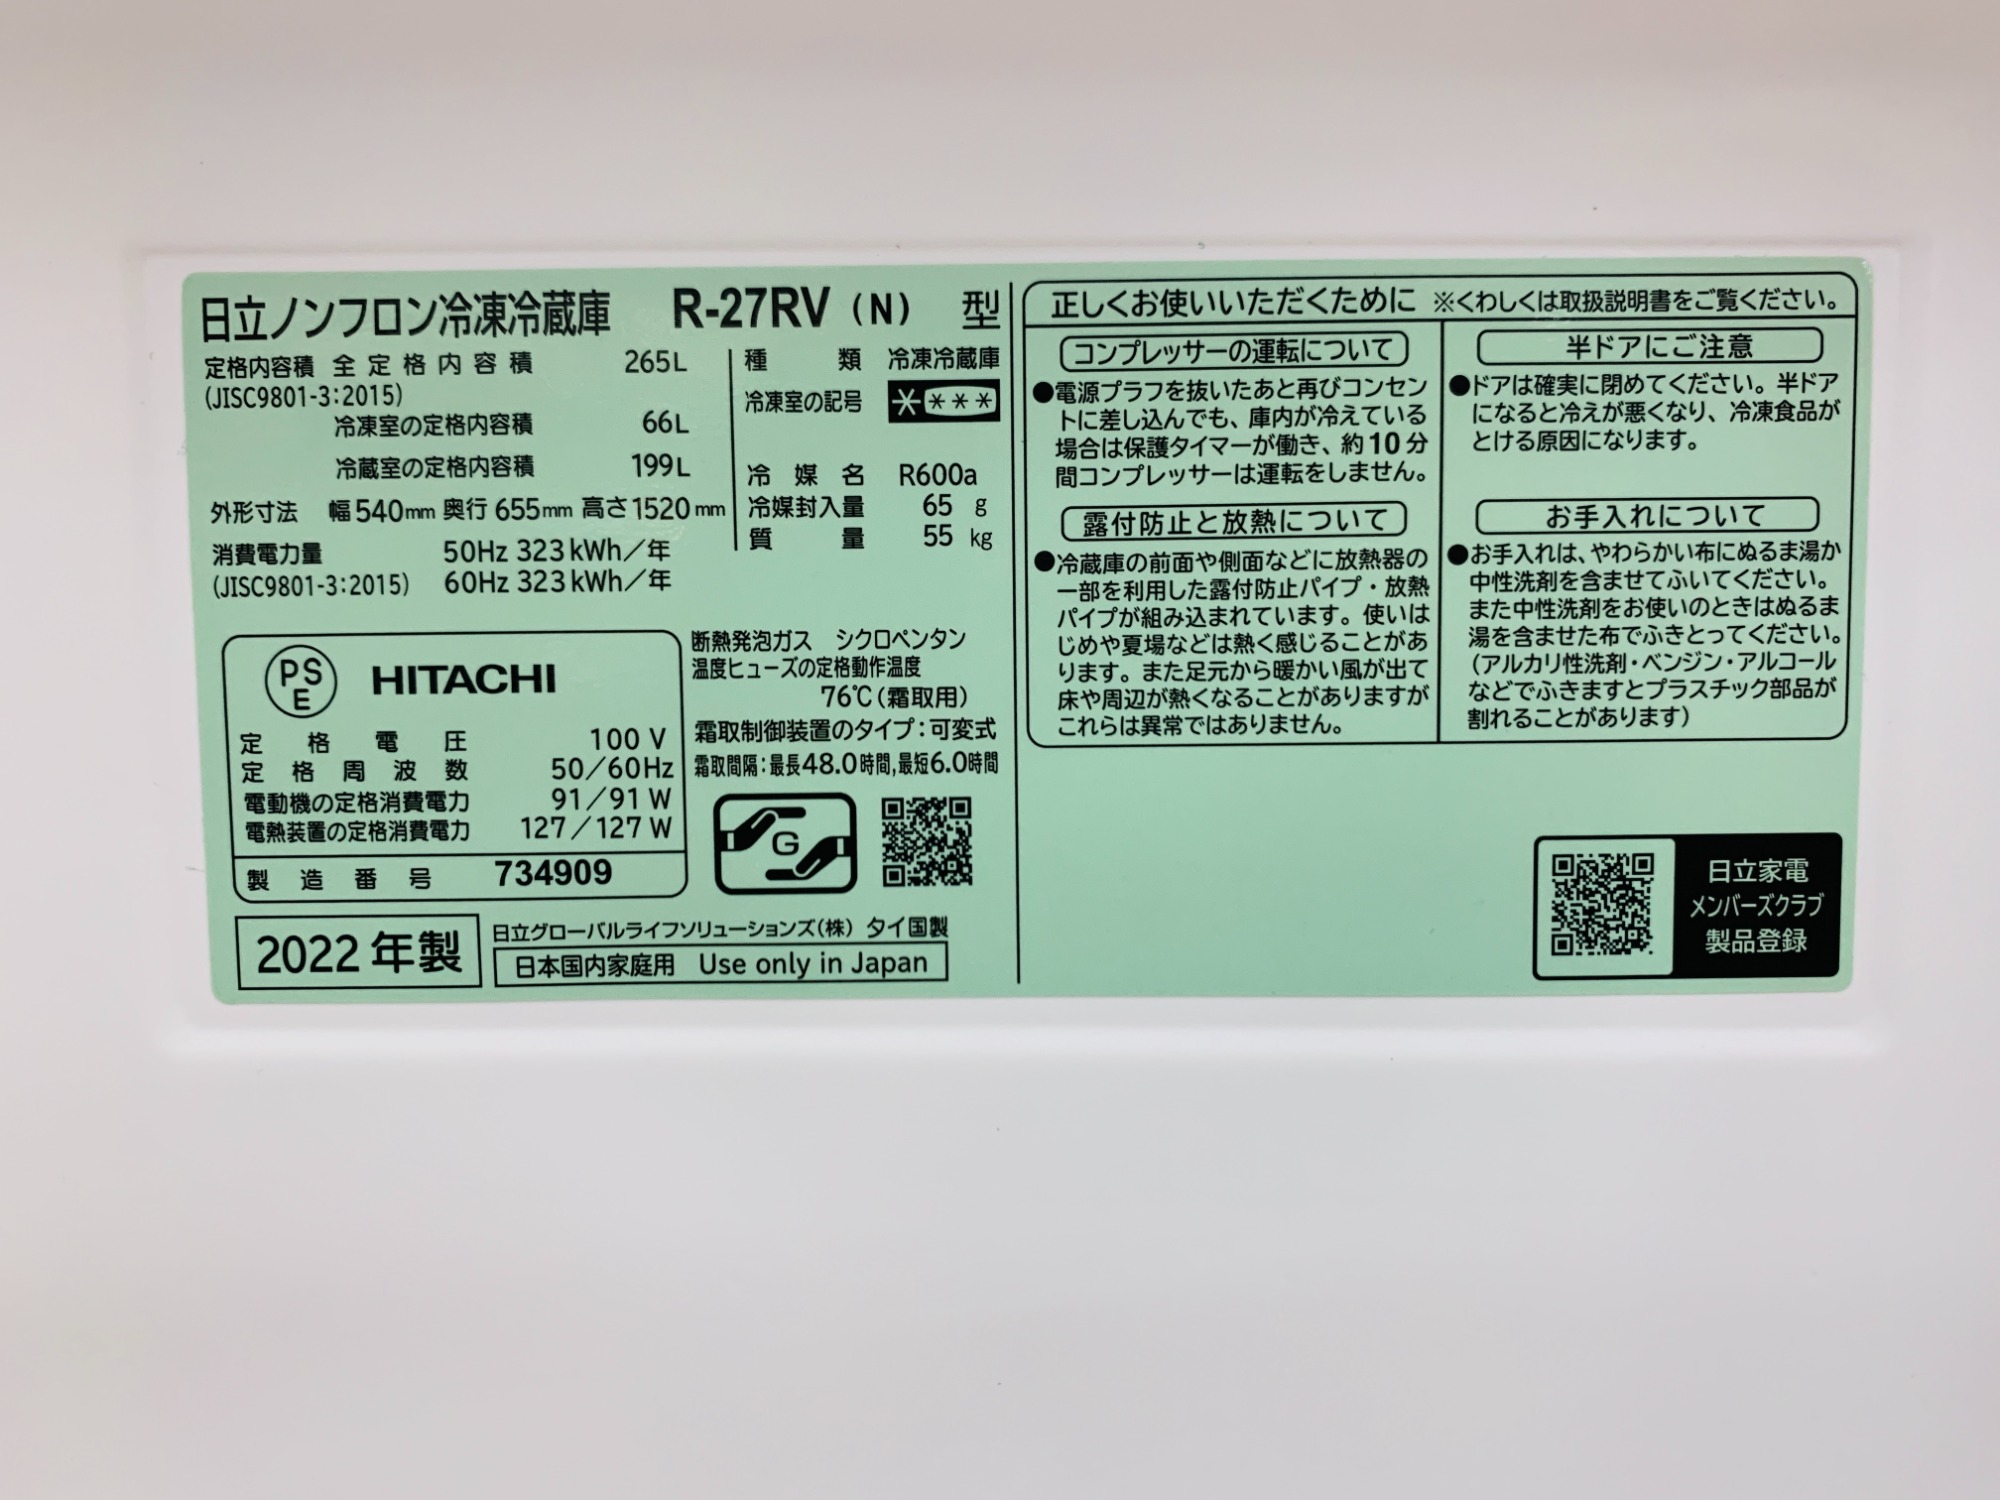 日立ノンフロン冷凍冷蔵庫 R-27RV (N) 型
定格内容積 全定格内容積 265L
(JISC9801-3:2015)
冷凍室の定格内容積 66L
冷蔵室の定格内容積 199L
外形寸法 幅540mm 奥行655mm 高さ1520mm
消費電力量 50Hz 323kWh/年
(JISC9801-3:2015) 60Hz 323kWh/年
種類 冷凍冷蔵庫
冷凍室の記号 ****
冷媒名 R600a
冷媒封入量 65 g
質量 55 kg
PSE HITACHI
定格電圧 100 V
定格周波数 50/60Hz
電動機の定格消費電力 91/91 W
電熱装置の定格消費電力 127/127 W
製造番号 734909
断熱発泡ガス シクロペンタン
温度ヒューズの定格動作温度
76℃(霜取用)
霜取制御装置のタイプ:可変式
霜取間隔:最長48.0時間,最短6.0時間
G
2022年製
日立グローバルライフソリューションズ(株) タイ国製
日本国内家庭用 Use only in Japan
正しくお使いいただくために ※くわしくは取扱説明書をご覧ください。
コンプレッサーの運転について
●電源プラフを抜いたあと再びコンセン
トに差し込んでも、庫内が冷えている
場合は保護タイマーが働き、約10分
間コンプレッサーは運転をしません。
露付防止と放熱について
●冷蔵庫の前面や側面などに放熱器の
一部を利用した露付防止パイプ・放熱
パイプが組み込まれています。使いは
じめや夏場などは熱く感じることがあ
ります。また足元から暖かい風が出て
床や周辺が熱くなることがありますが
これらは異常ではありません。
半ドアにご注意
●ドアは確実に閉めてください。半ドア
になると冷えが悪くなり、冷凍食品が
とける原因になります。
お手入れについて
●お手入れは、やわらかい布にぬるま湯か
中性洗剤を含ませてふいてください。
また中性洗剤をお使いのときはぬるま
湯を含ませた布でふきとってください。
(アルカリ性洗剤・ベンジン・アルコール
などでふきますとプラスチック部品が
割れることがあります)
日立家電
メンバーズクラブ
製品登録